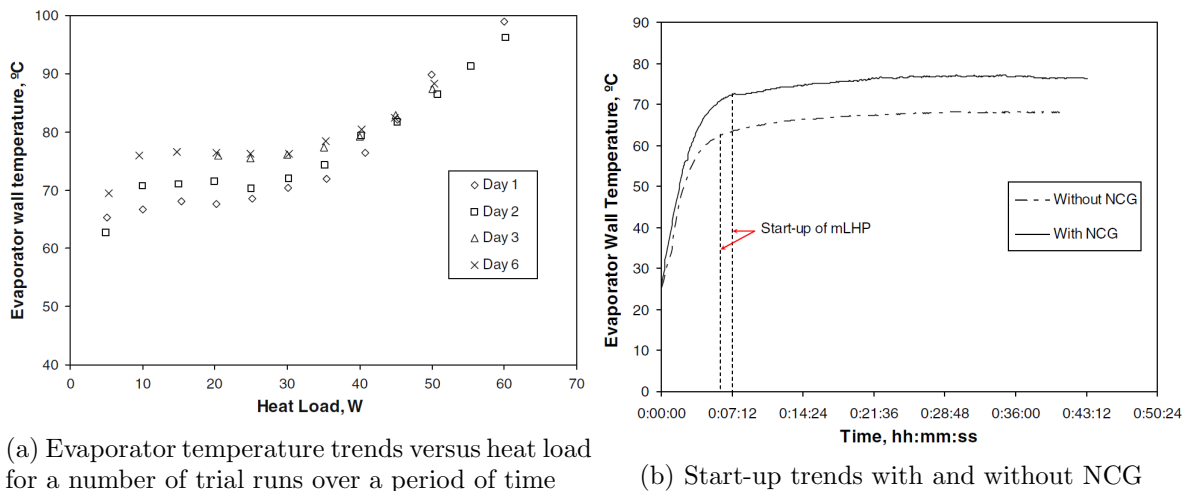 100
90
80
70
60
50
40
0 10 20 30 40 50 60 70
Evaporator wall temperature, ºC
Heat Load, W
Day 1
Day 2
Day 3
Day 6
(a) Evaporator temperature trends versus heat load
for a number of trial runs over a period of time
90
80
70
60
50
40
30
20
10
0
0:00:00 0:07:12 0:14:24 0:21:36 0:28:48 0:36:00 0:43:12 0:50:24
Evaporator Wall Temperature, ºC
Time, hh:mm:ss
Without NCG
With NCG
Start-up of mLHP
(b) Start-up trends with and without NCG